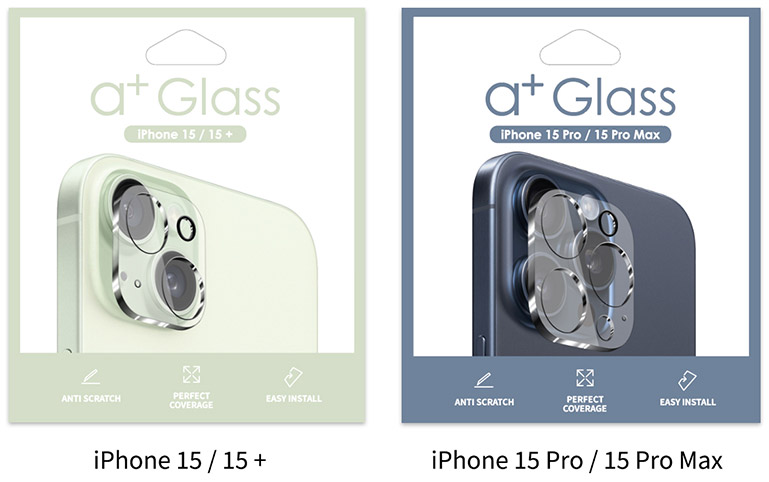 a+ Glass
iPhone 15 / 15 +
ANTI SCRATCH
PERFECT
COVERAGE
EASY INSTALL
iPhone 15 / 15 +
a+ Glass
iPhone 15 Pro / 15 Pro Max
ANTI SCRATCH
PERFECT
COVERAGE
EASY INSTALL
iPhone 15 Pro / 15 Pro Max